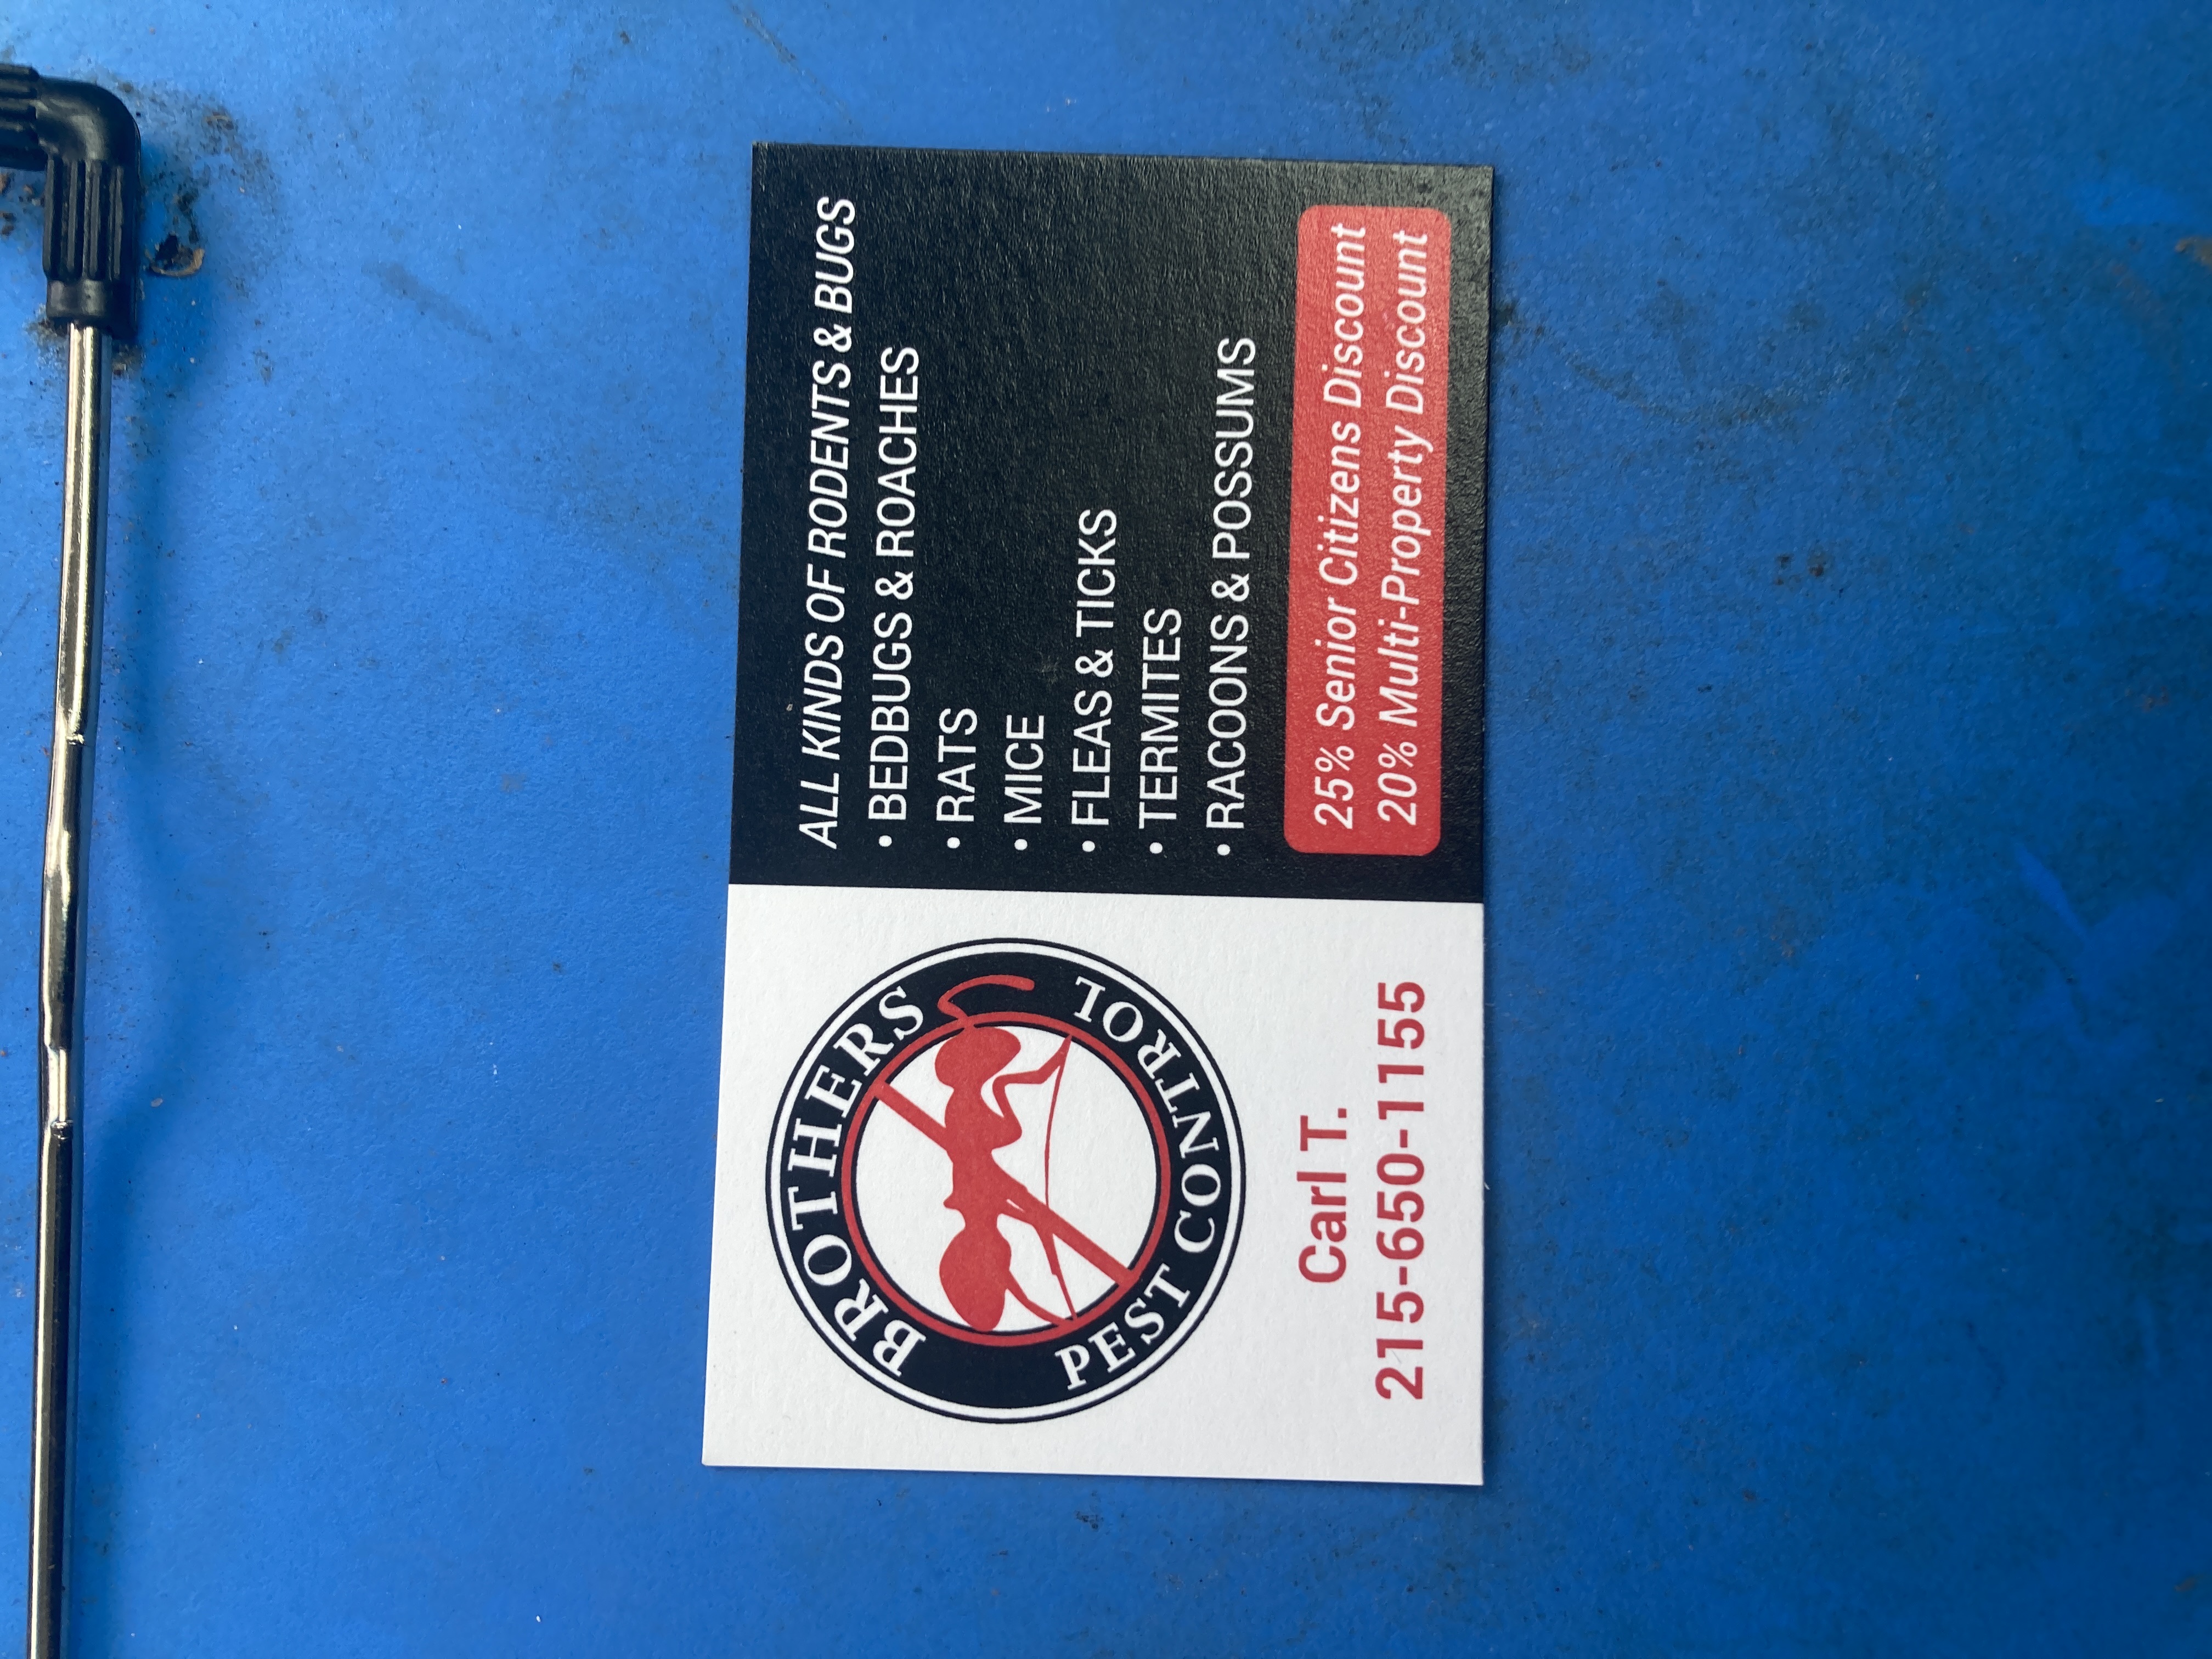 BROTHERS
PEST CONTROL
Carl T.
215-650-1155
ALL KINDS OF RODENTS & BUGS
• BEDBUGS & ROACHES
• RATS
• MICE
• FLEAS & TICKS
• TERMITES
• RACOONS & POSSUMS
25% Senior Citizens Discount
20% Multi-Property Discount